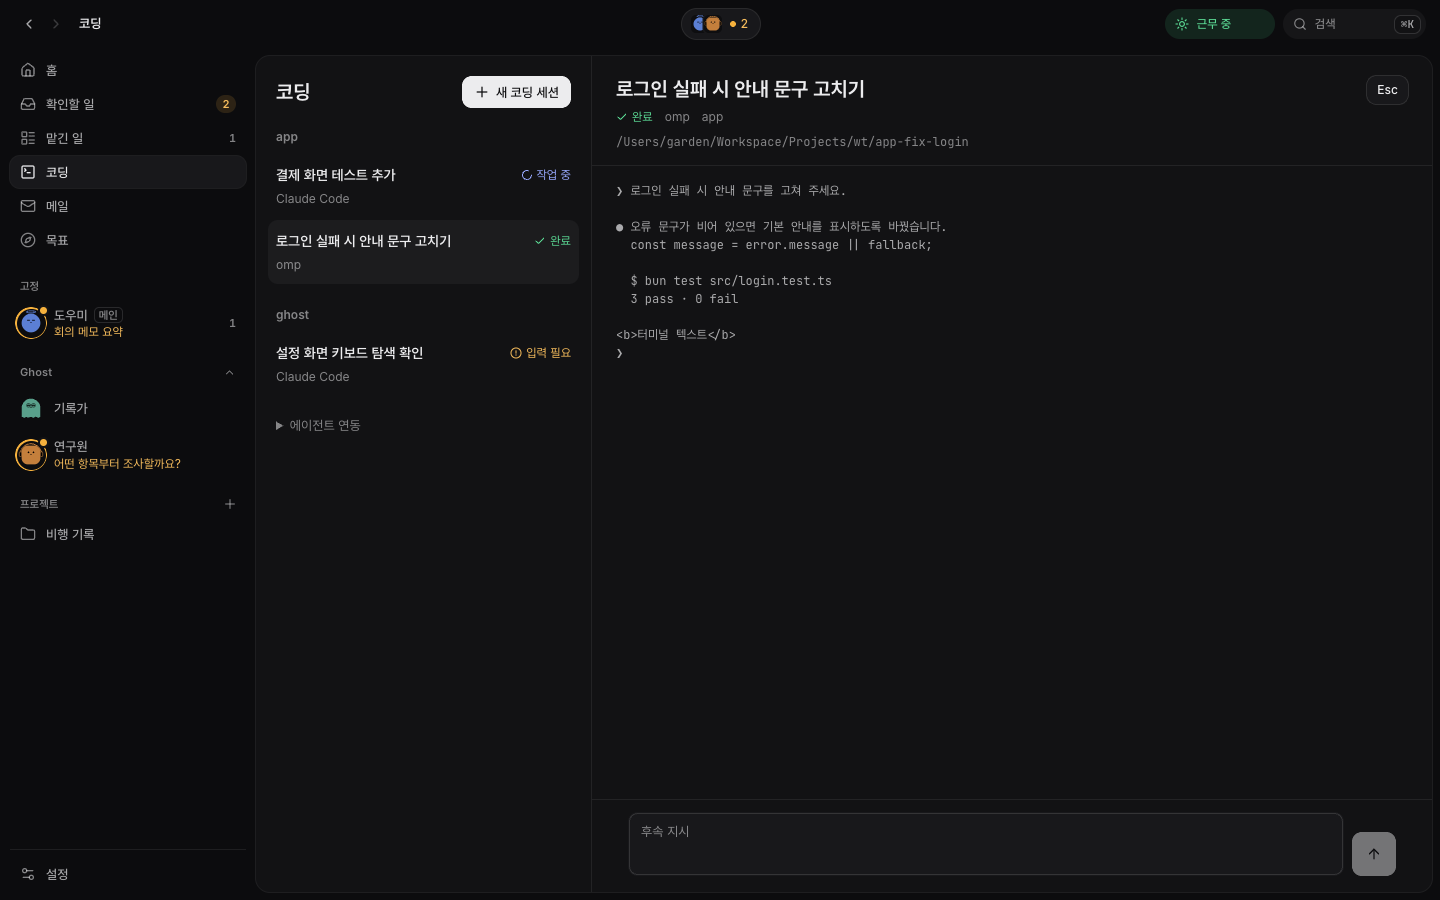 코딩
2
근무 중
검색
⌘K
홈
확인할 일
2
맡긴 일
1
코딩
메일
목표
고정
도우미 메인
회의 메모 요약
1
Ghost
기록가
연구원
어떤 항목부터 조사할까요?
프로젝트
비행 기록
설정
코딩
새 코딩 세션
app
결제 화면 테스트 추가
작업 중
Claude Code
로그인 실패 시 안내 문구 고치기
완료
omp
ghost
설정 화면 키보드 탐색 확인
입력 필요
Claude Code
에이전트 연동
로그인 실패 시 안내 문구 고치기
Esc
완료 omp app
/Users/garden/Workspace/Projects/wt/app-fix-login
❯ 로그인 실패 시 안내 문구를 고쳐 주세요.
● 오류 문구가 비어 있으면 기본 안내를 표시하도록 바꿨습니다.
const message = error.message || fallback;
$ bun test src/login.test.ts
3 pass · 0 fail
<b>터미널 텍스트</b>
❯
후속 지시